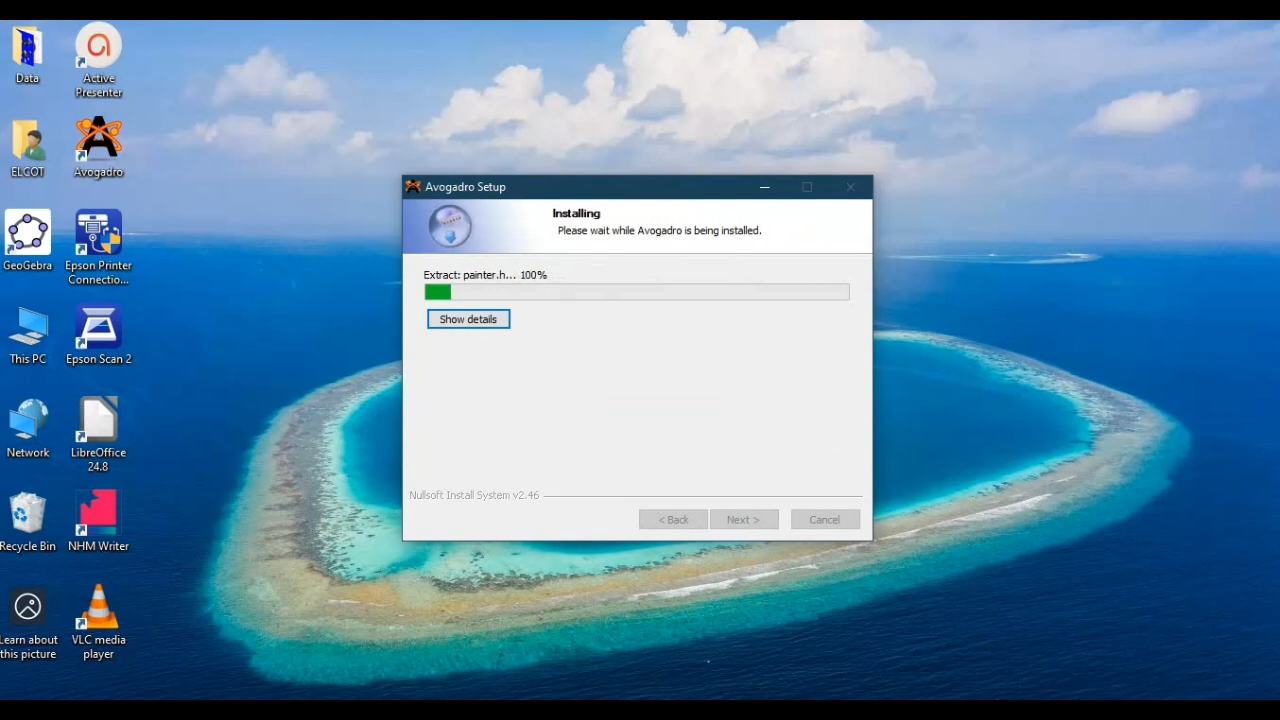 Data
Active
Presenter
ELCOT
Avogadro
GeoGebra
Epson Printer
Connectio...
This PC
Epson Scan 2
Network
LibreOffice
24.8
Recycle Bin
NHM Writer
Learn about
this picture
VLC media
player
Avogadro Setup
Installing
Please wait while Avogadro is being installed.
Extract: painter.h... 100%
Show details
Nullsoft Install System v2.46
< Back
Next >
Cancel